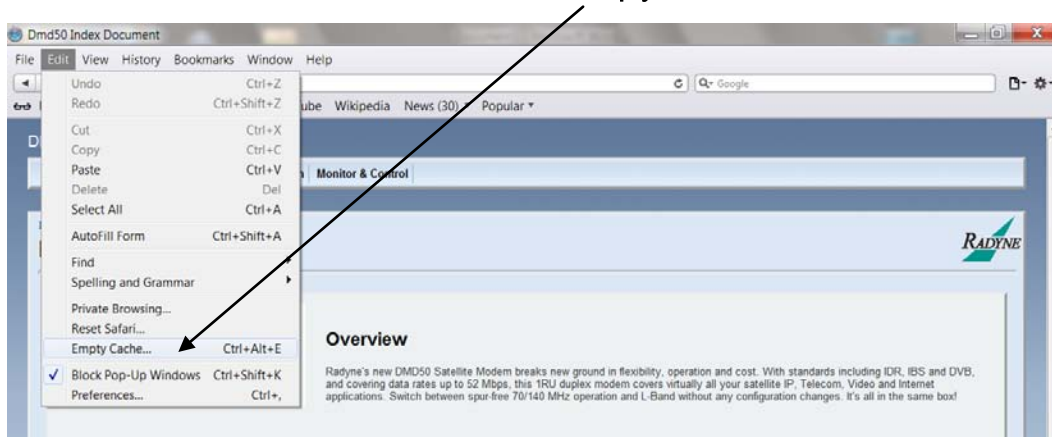 Dmd50 Index Document
File Edit View History Bookmarks Window Help
Google
Wikipedia News (30) Popular
Undo Ctrl+Z
Redo Ctrl+Shift+Z
Cut Ctrl+X
Copy Ctrl+C
Paste Ctrl+V
Delete Del
Select All Ctrl+A
AutoFill Form Ctrl+Shift+A
Find
Spelling and Grammar
Private Browsing...
Reset Safari...
Empty Cache... Ctrl+Alt+E
Block Pop-Up Windows Ctrl+Shift+K
Preferences... Ctrl+,
Monitor & Control
RADYNE
Overview
Radyne's new DMD50 Satellite Modem breaks new ground in flexibility, operation and cost. With standards including IDR, IBS and DVB,
and covering data rates up to 52 Mbps, this 1RU duplex modem covers virtually all your satellite IP, Telecom, Video and Internet
applications. Switch between spur-free 70/140 MHz operation and L-Band without any configuration changes. It's all in the same box!